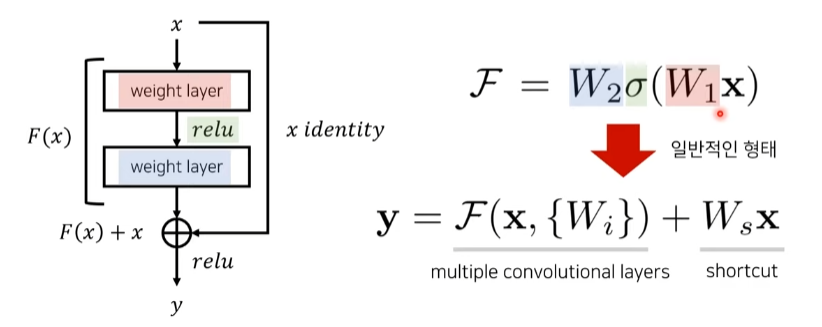 x
weight layer
relu
F(x)
x identity
weight layer
F(x) + x
relu
y
ℱ = W₂σ(W₁𝐱)
일반적인 형태
𝐲 = ℱ(𝐱, {Wᵢ}) + Wₛ𝐱
multiple convolutional layers
shortcut